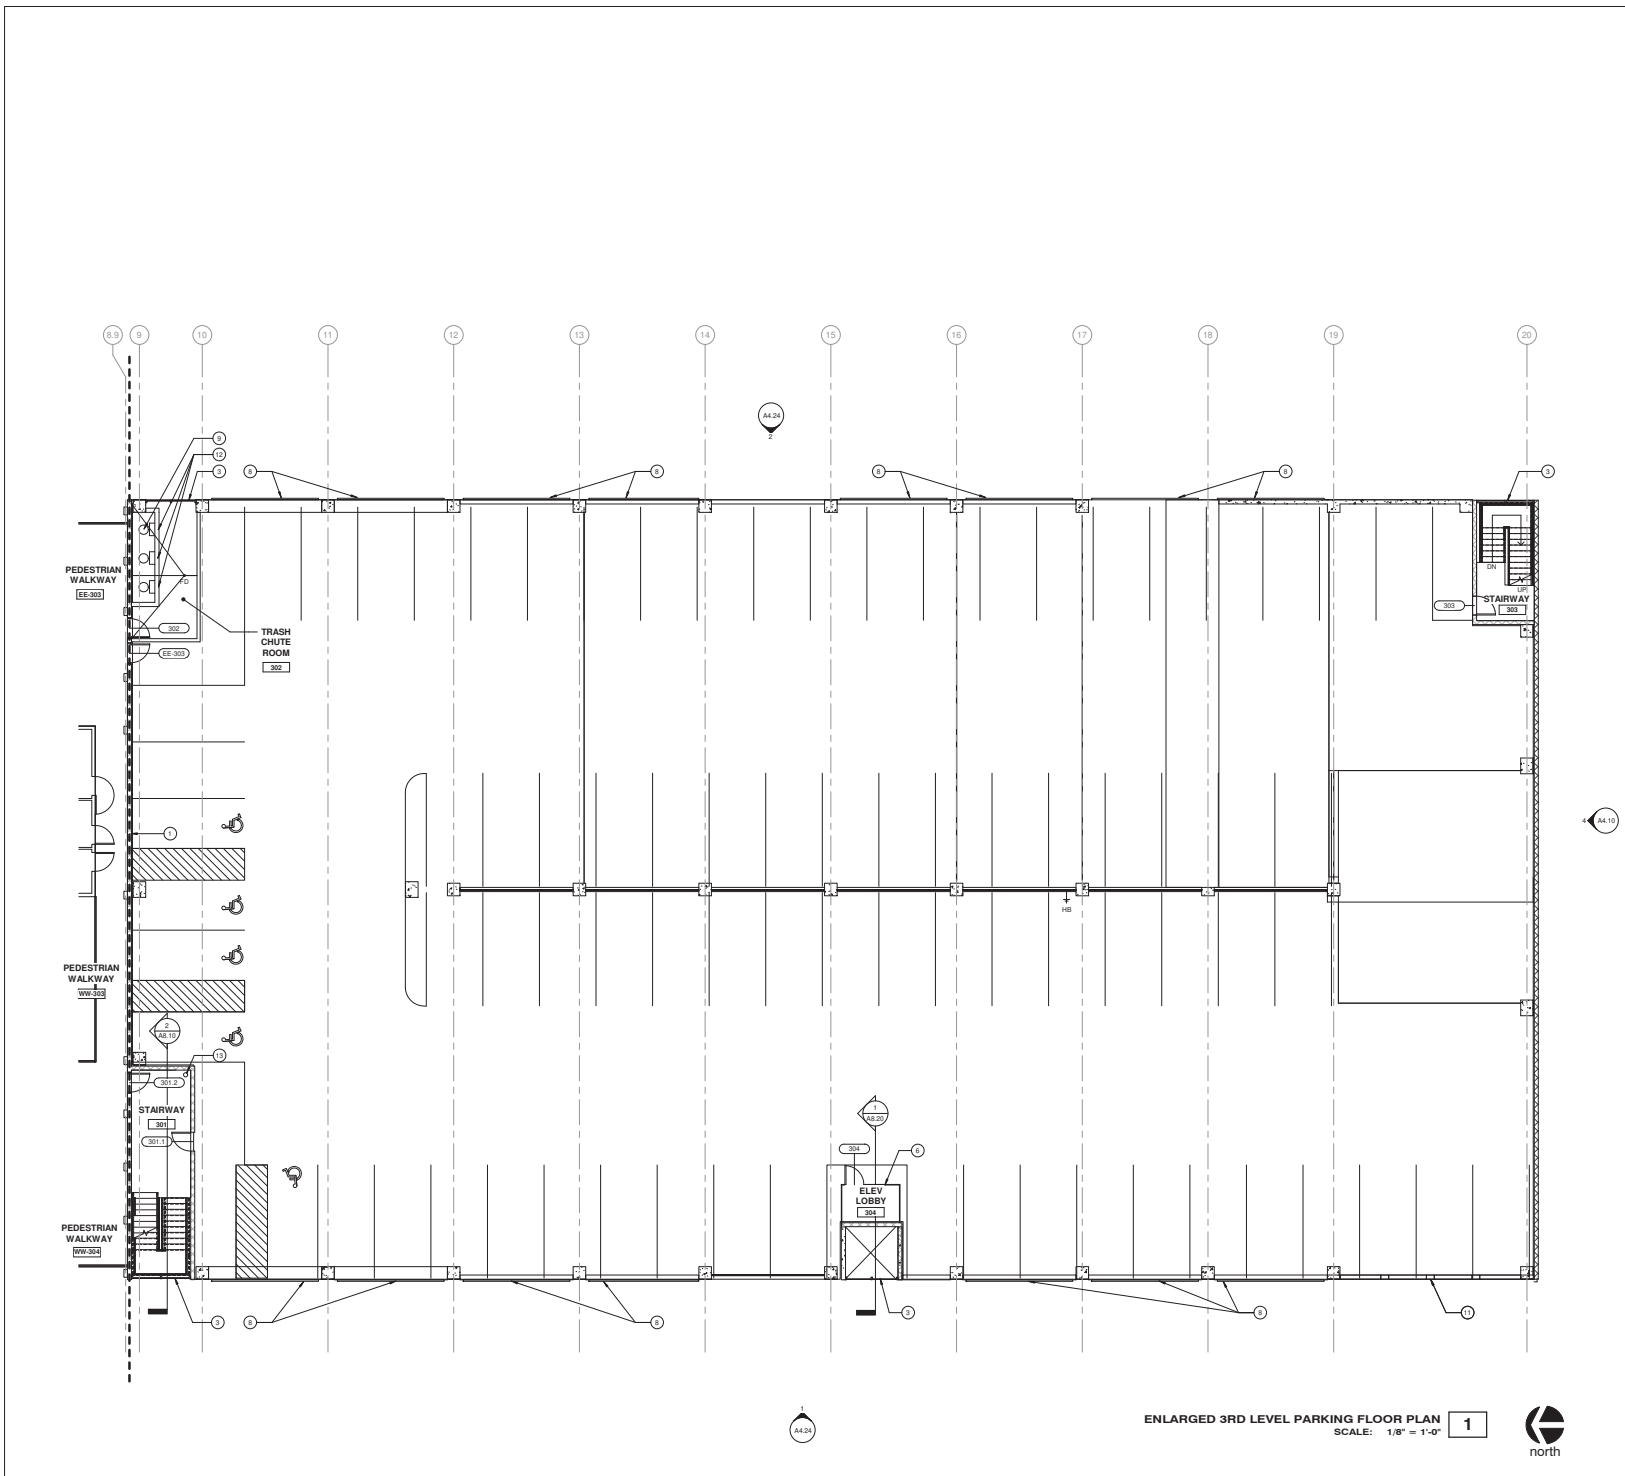 8.9 9 10 11 12 13 14 15 16 17 18 19 20
A4.24
2
9
12
3
8
8
8
8
3
PEDESTRIAN
WALKWAY
EE-303
FD
302
EE-303
TRASH
CHUTE
ROOM
302
DN
UP
STAIRWAY
303
303
1
4 A4.10
HB
PEDESTRIAN
WALKWAY
WW-303
2
A8.10
13
301.2
STAIRWAY
301
301.1
1
A8.20
304
6
ELEV
LOBBY
304
PEDESTRIAN
WALKWAY
WW-304
3
8
8
3
8
11
1
A4.24
ENLARGED 3RD LEVEL PARKING FLOOR PLAN 1
SCALE: 1/8" = 1'-0"
north